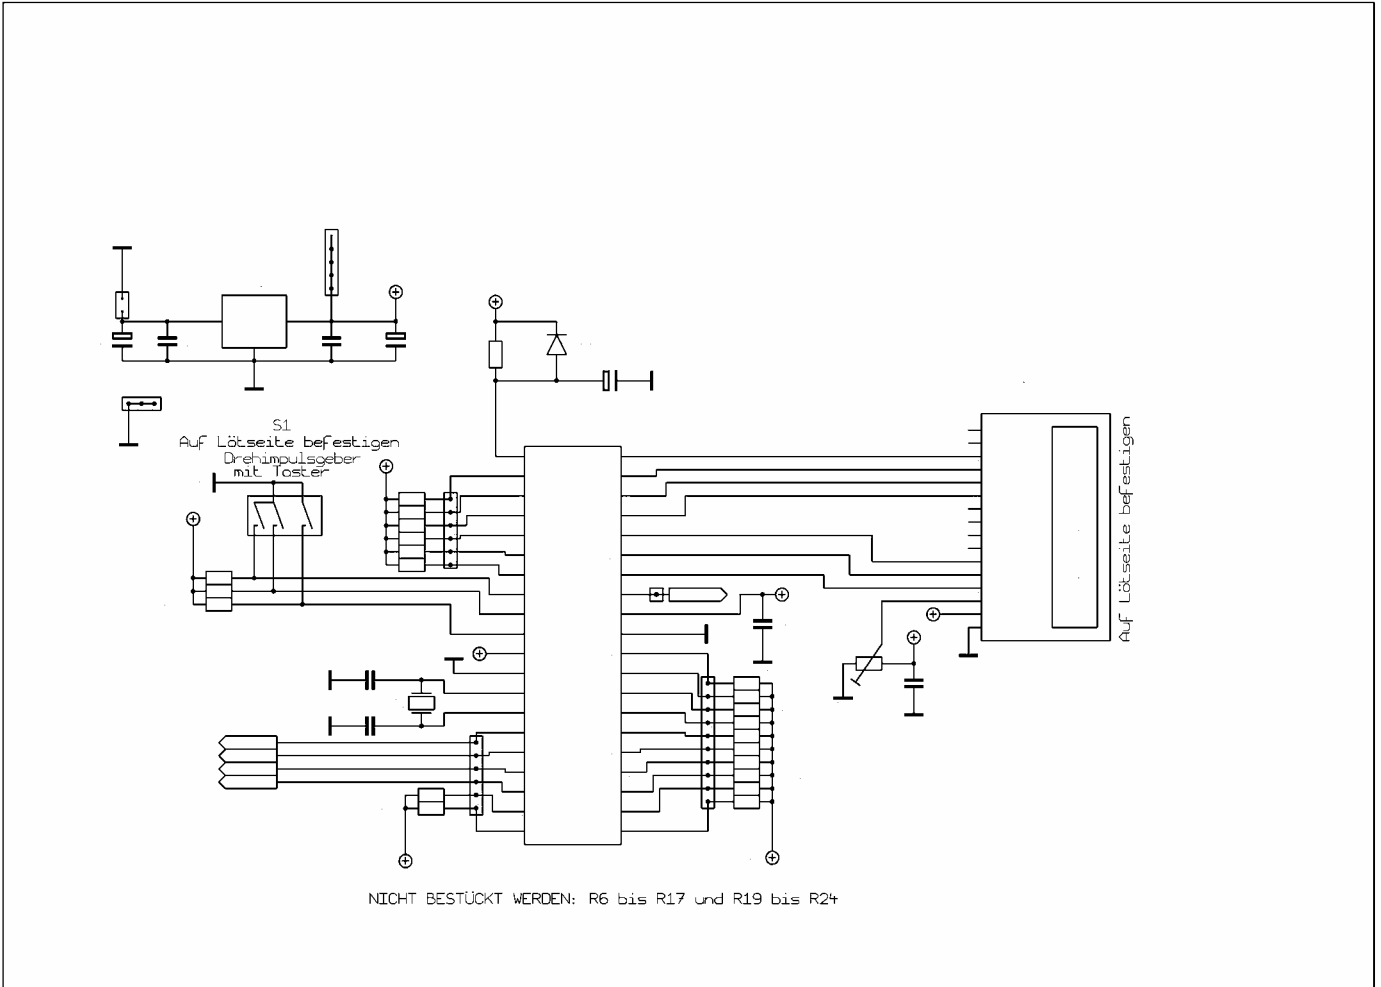 S1
Auf Lötseite befestigen
Drehimpulsgeber
mit Taster
Auf Lötseite befestigen
NICHT BESTÜCKT WERDEN: R6 bis R17 und R19 bis R24